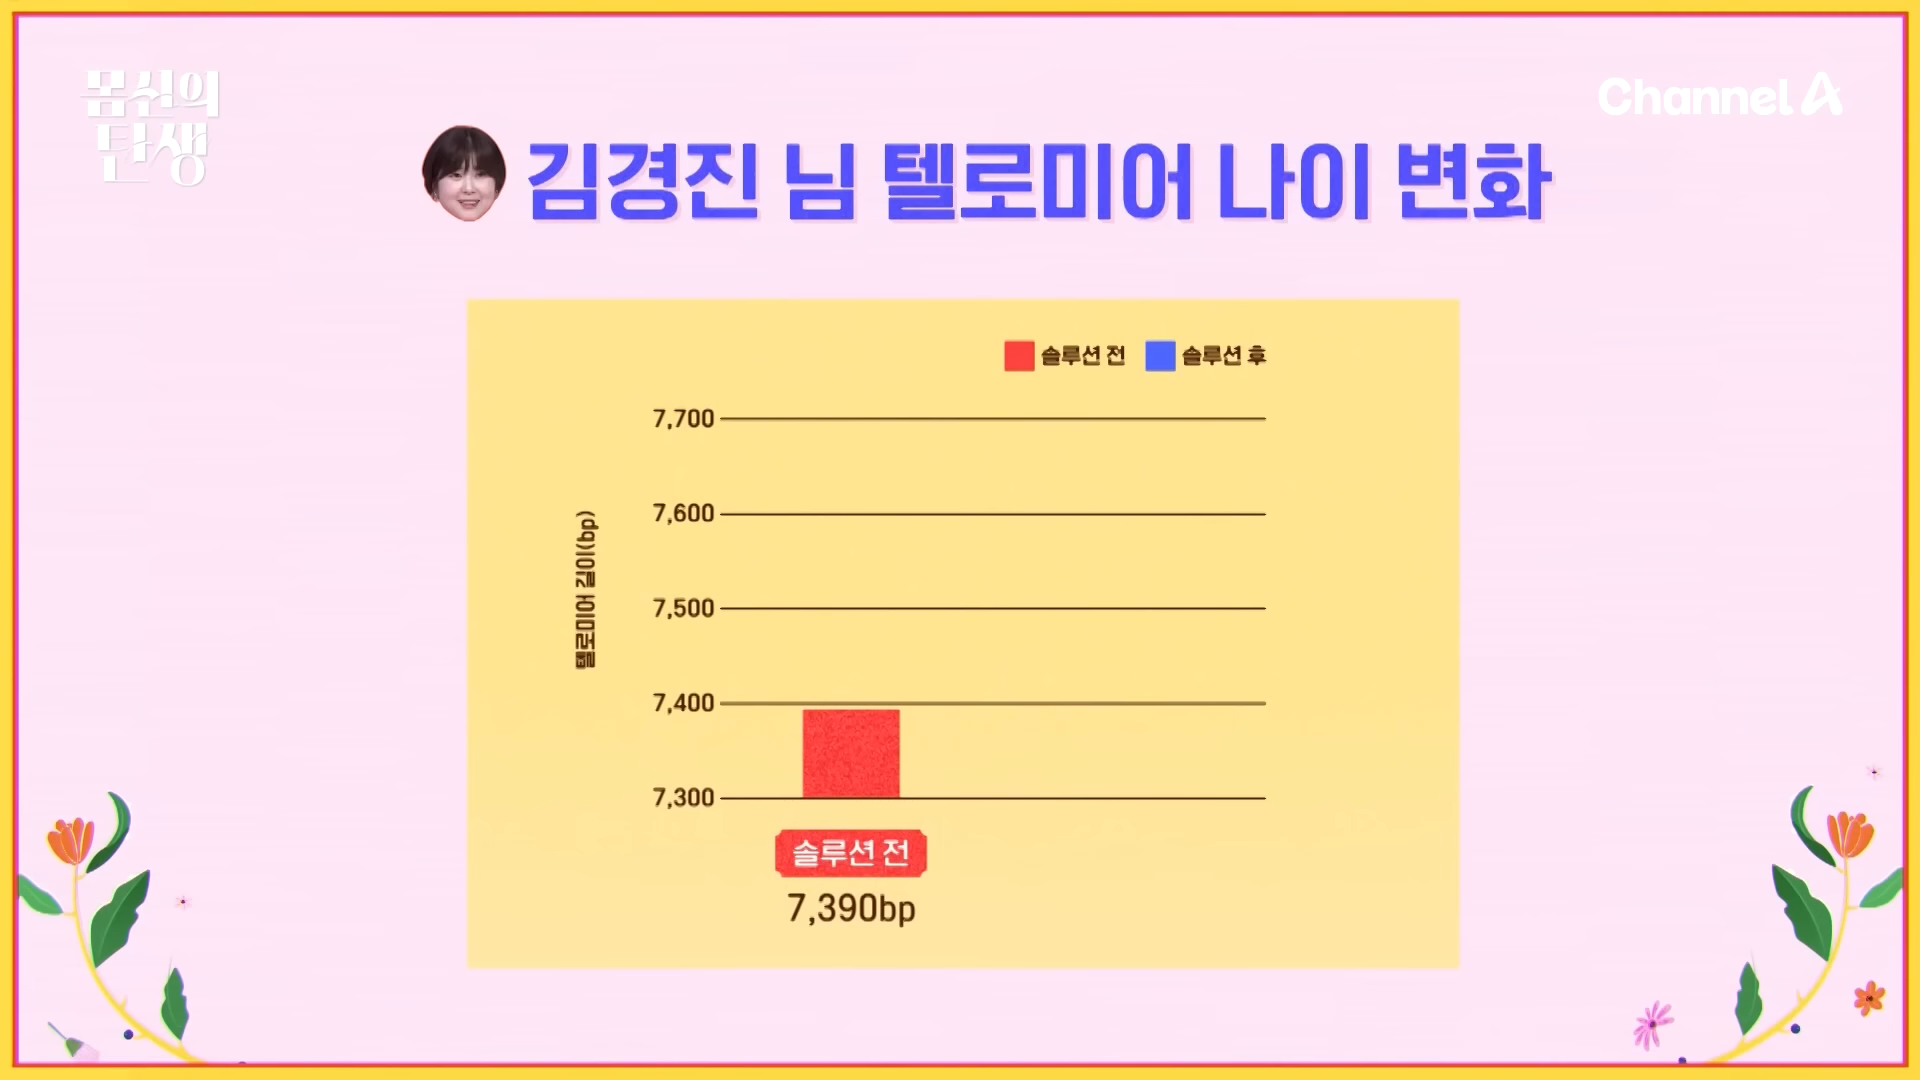 몸신의
탄생
Channel A
김경진 님 텔로미어 나이 변화
솔루션 전
솔루션 후
텔로미어 길이(bp)
7,700
7,600
7,500
7,400
7,300
솔루션 전
7,390bp